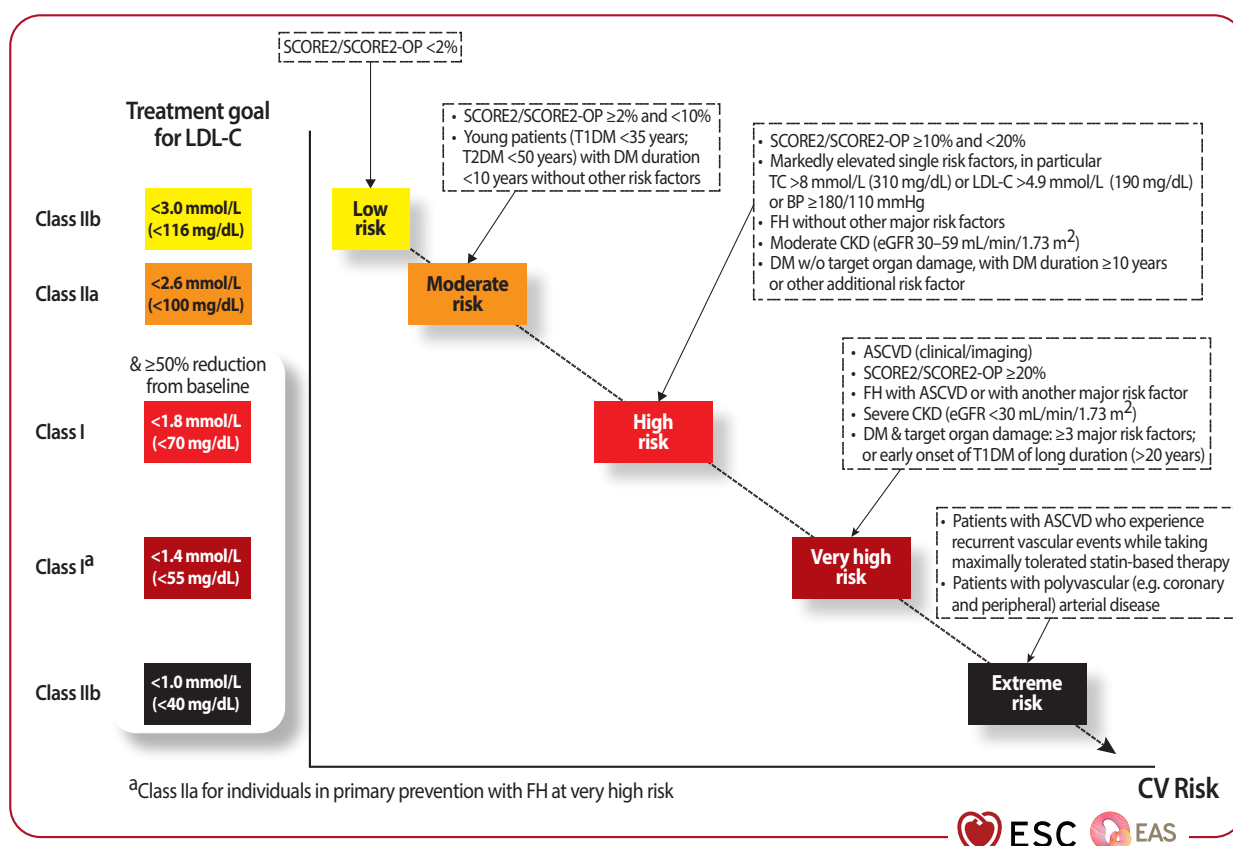 SCORE2/SCORE2-OP <2%
Treatment goal
for LDL-C
• SCORE2/SCORE2-OP ≥2% and <10%
• Young patients (T1DM <35 years;
T2DM <50 years) with DM duration
<10 years without other risk factors
• SCORE2/SCORE2-OP ≥10% and <20%
• Markedly elevated single risk factors, in particular
TC >8 mmol/L (310 mg/dL) or LDL-C >4.9 mmol/L (190 mg/dL)
or BP ≥180/110 mmHg
• FH without other major risk factors
• Moderate CKD (eGFR 30–59 mL/min/1.73 m²)
• DM w/o target organ damage, with DM duration ≥10 years
or other additional risk factor
Class IIb
<3.0 mmol/L
(<116 mg/dL)
Low
risk
Class IIa
<2.6 mmol/L
(<100 mg/dL)
Moderate
risk
& ≥50% reduction
from baseline
Class I
<1.8 mmol/L
(<70 mg/dL)
High
risk
• ASCVD (clinical/imaging)
• SCORE2/SCORE2-OP ≥20%
• FH with ASCVD or with another major risk factor
• Severe CKD (eGFR <30 mL/min/1.73 m²)
• DM & target organ damage: ≥3 major risk factors;
or early onset of T1DM of long duration (>20 years)
Class Iᵃ
<1.4 mmol/L
(<55 mg/dL)
Very high
risk
• Patients with ASCVD who experience
recurrent vascular events while taking
maximally tolerated statin-based therapy
• Patients with polyvascular (e.g. coronary
and peripheral) arterial disease
Class IIb
<1.0 mmol/L
(<40 mg/dL)
Extreme
risk
ᵃClass IIa for individuals in primary prevention with FH at very high risk
CV Risk
ESC
EAS